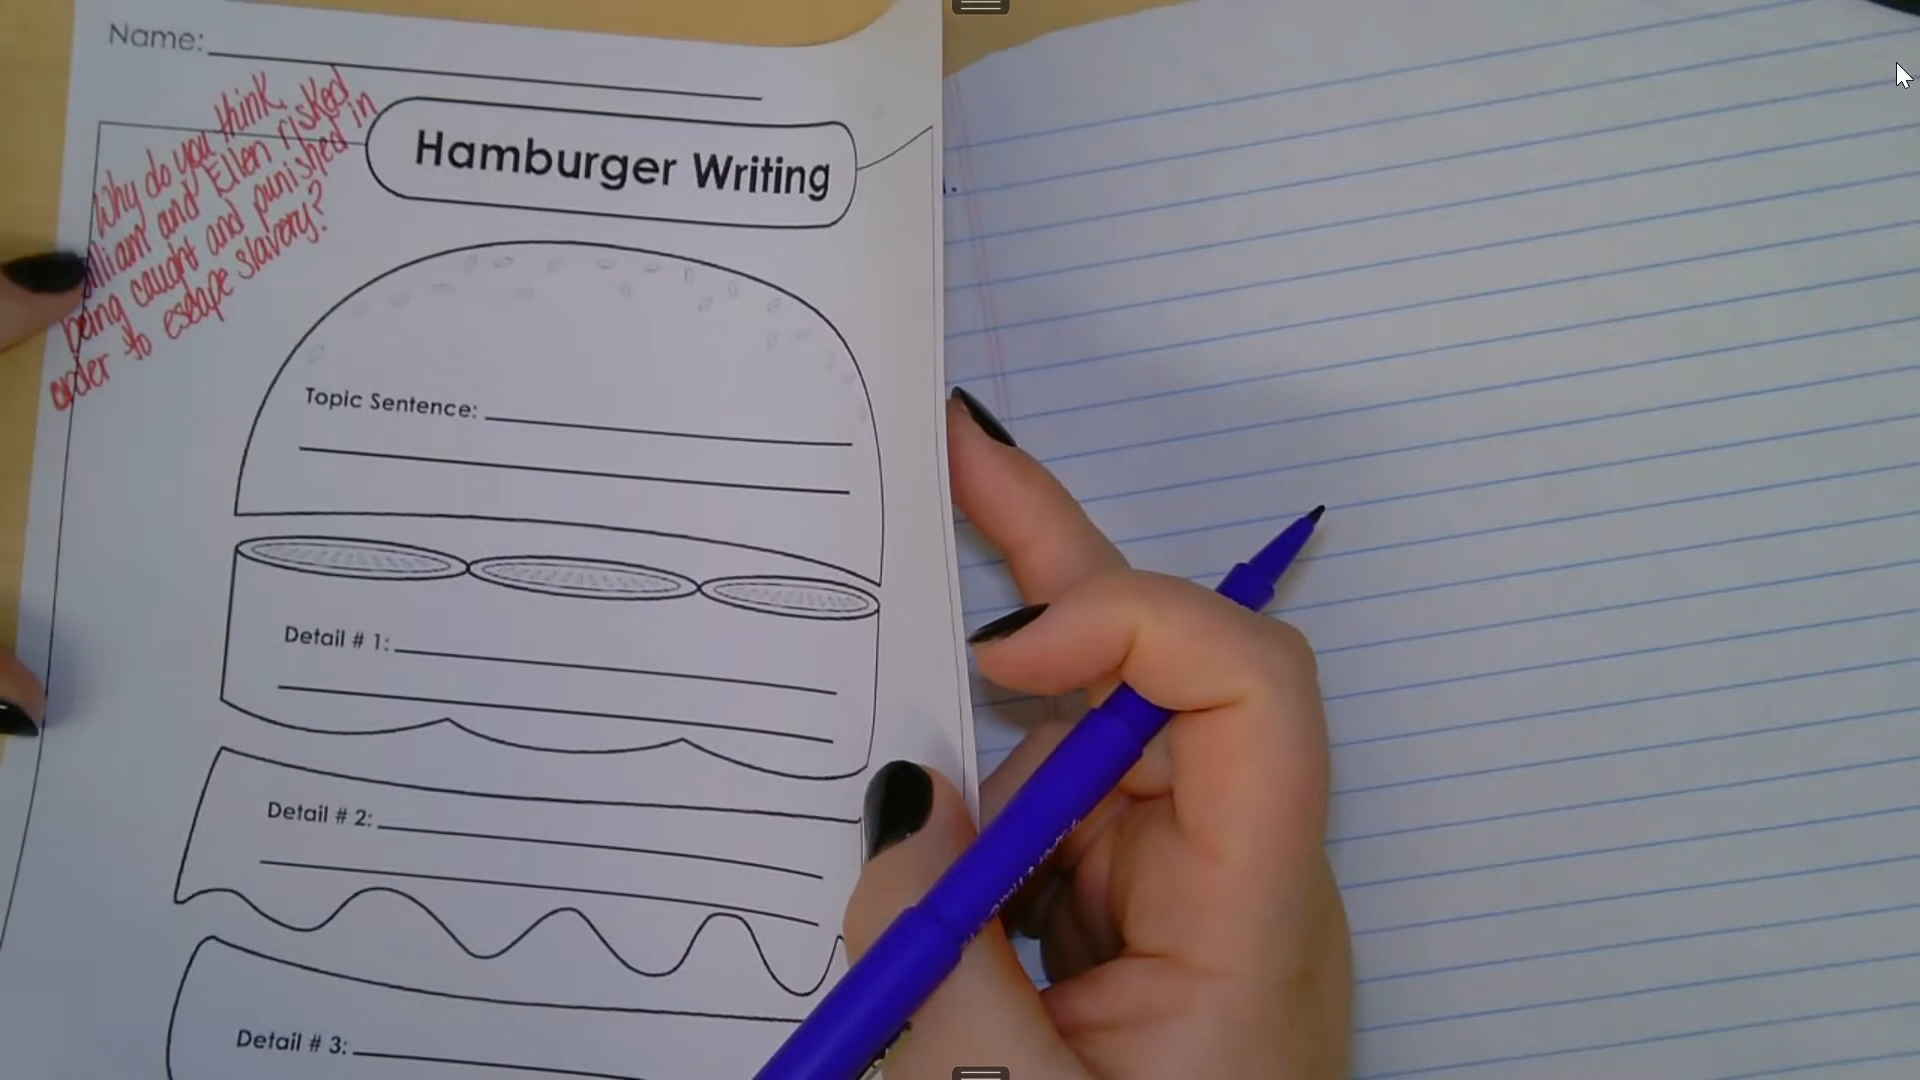 Name:
Why do you think
William and Ellen risked
being caught and punished in
order to escape slavery?
Hamburger Writing
Topic Sentence:
Detail # 1:
Detail # 2:
Detail # 3: